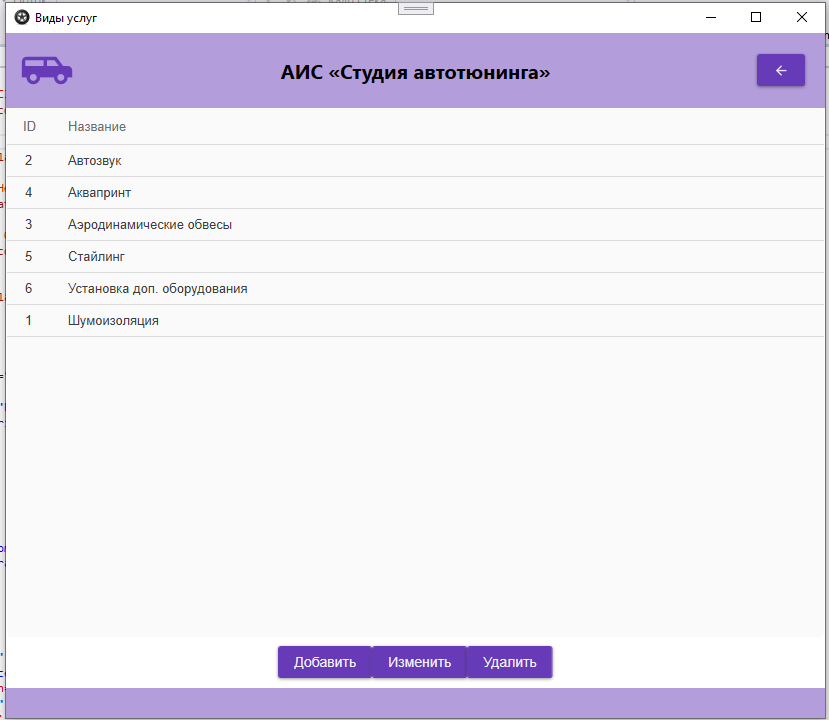 Виды услуг
АИС «Студия автотюнинга»
ID Название
2 Автозвук
4 Аквапринт
3 Аэродинамические обвесы
5 Стайлинг
6 Установка доп. оборудования
1 Шумоизоляция
Добавить Изменить Удалить